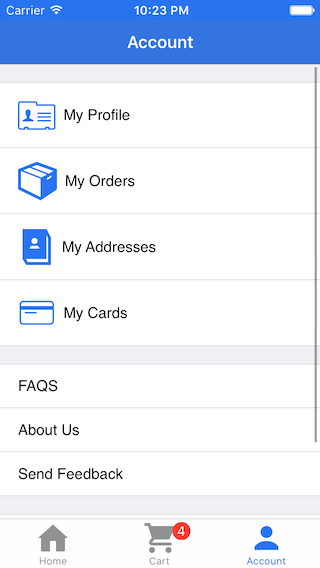 Carrier 10:23 PM
Account
My Profile
My Orders
My Addresses
My Cards
FAQS
About Us
Send Feedback
4
Home Cart Account